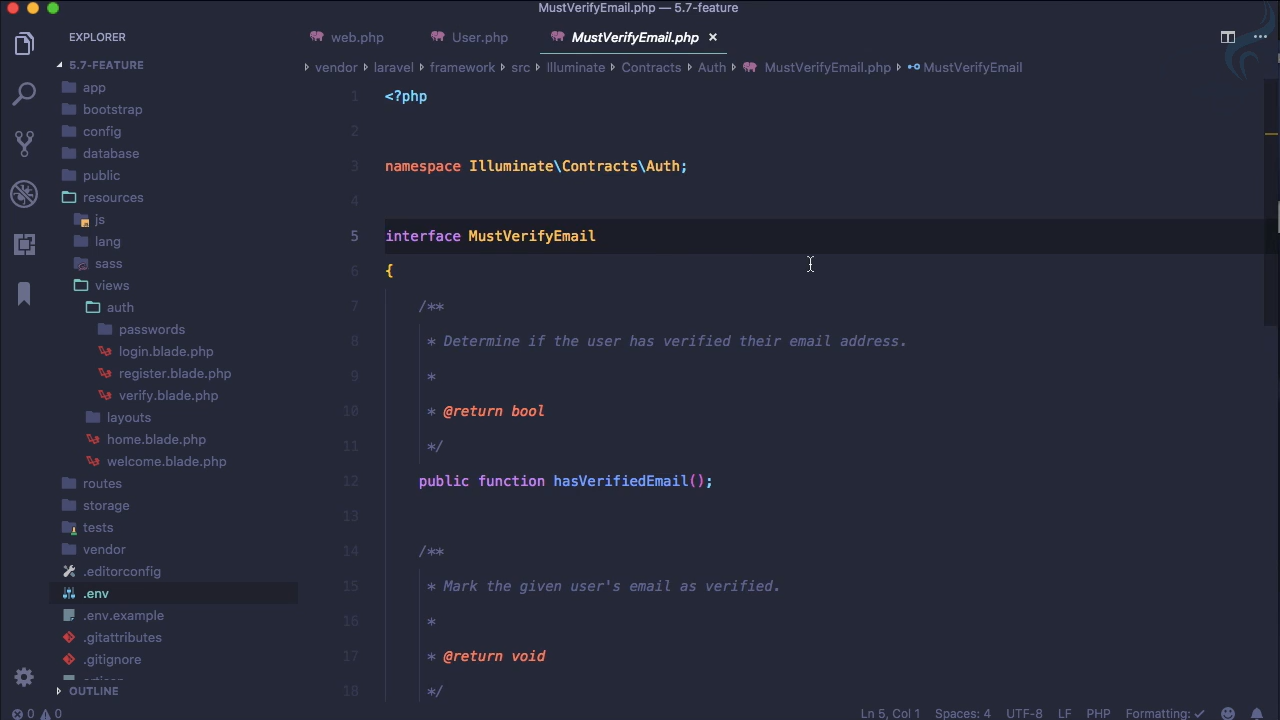 MustVerifyEmail.php — 5.7-feature
EXPLORER
web.php
User.php
MustVerifyEmail.php ×
5.7-FEATURE
vendor laravel framework src Illuminate Contracts Auth MustVerifyEmail.php MustVerifyEmail
app
bootstrap
config
database
public
resources
js
lang
sass
views
auth
passwords
login.blade.php
register.blade.php
verify.blade.php
layouts
home.blade.php
welcome.blade.php
routes
storage
tests
vendor
.editorconfig
.env
.env.example
.gitattributes
.gitignore
OUTLINE
1 <?php
2
3 namespace Illuminate\Contracts\Auth;
4
5 interface MustVerifyEmail
6 {
7 /**
8 * Determine if the user has verified their email address.
9 *
10 * @return bool
11 */
12 public function hasVerifiedEmail();
13
14 /**
15 * Mark the given user's email as verified.
16 *
17 * @return void
18 */
0 0 Ln 5, Col 1 Spaces: 4 UTF-8 LF PHP Formatting: ✓